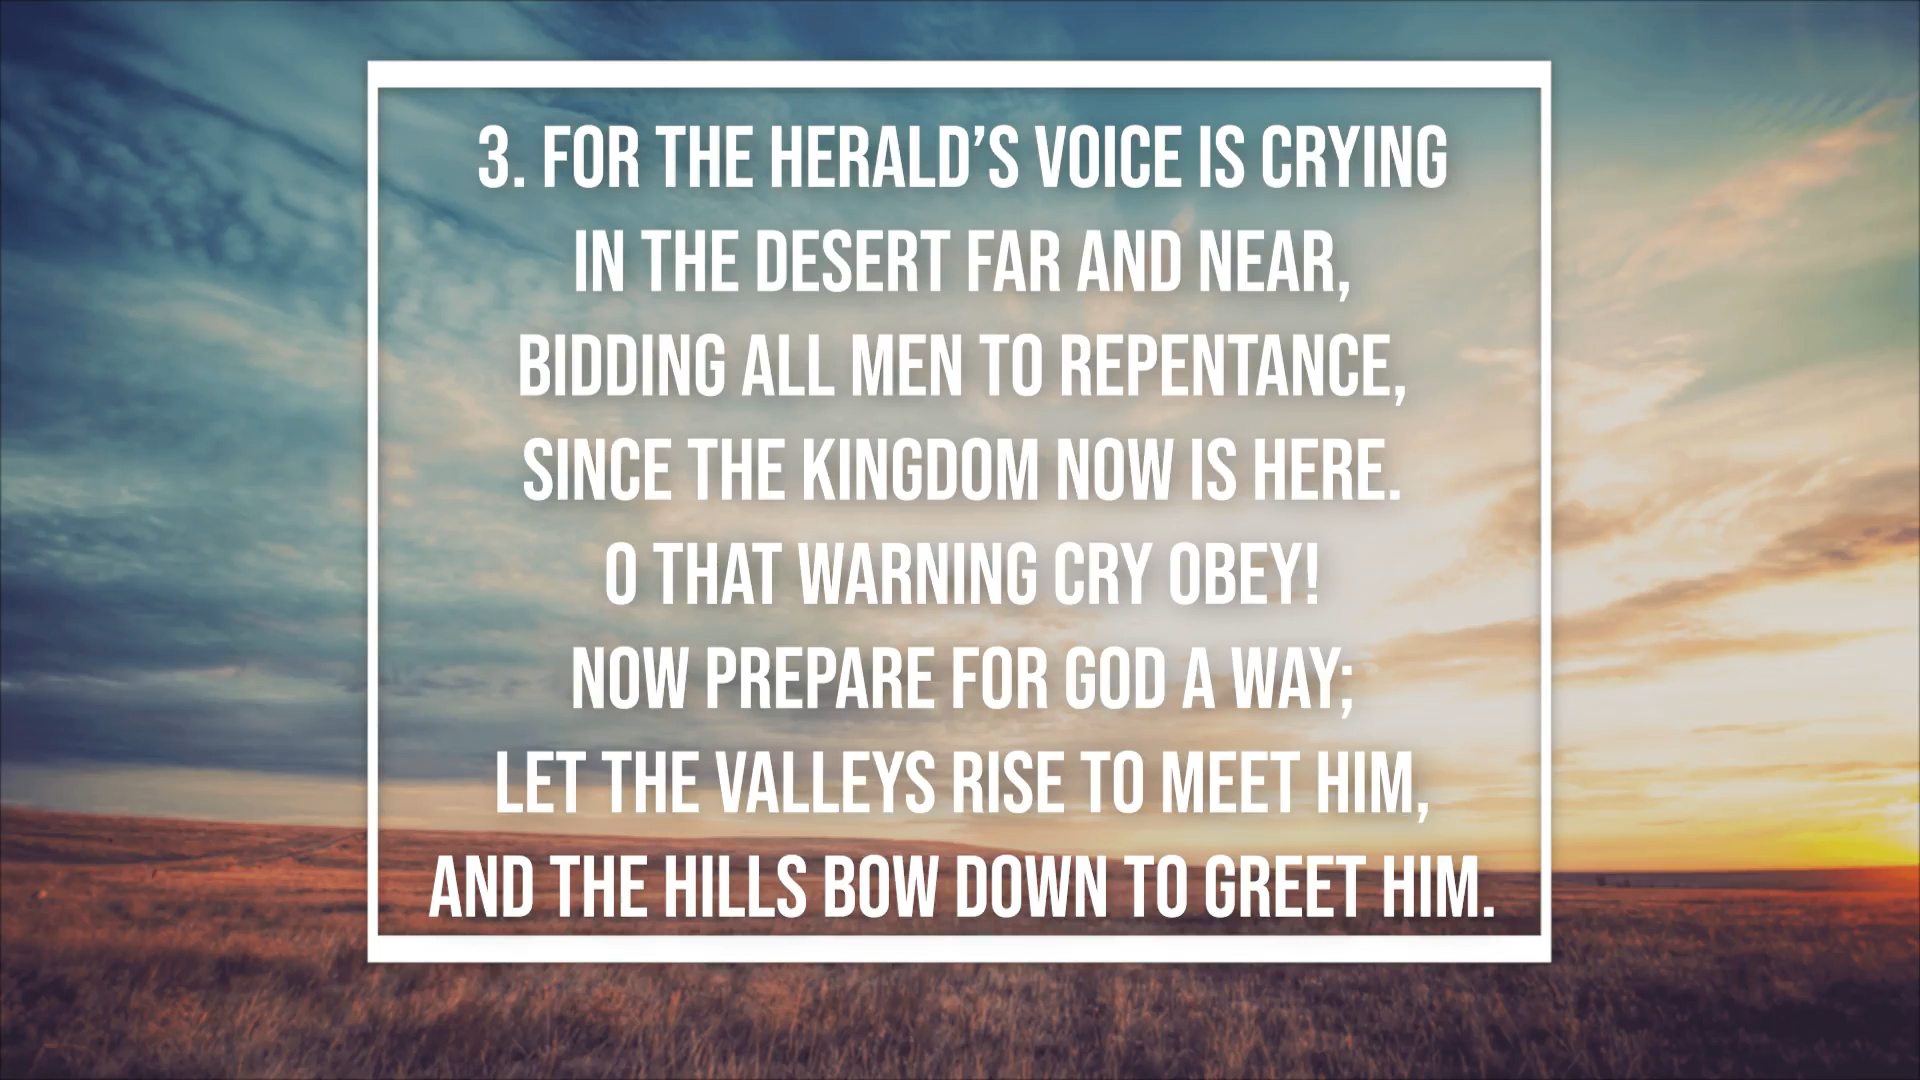 3. FOR THE HERALD’S VOICE IS CRYING
IN THE DESERT FAR AND NEAR,
BIDDING ALL MEN TO REPENTANCE,
SINCE THE KINGDOM NOW IS HERE.
O THAT WARNING CRY OBEY!
NOW PREPARE FOR GOD A WAY;
LET THE VALLEYS RISE TO MEET HIM,
AND THE HILLS BOW DOWN TO GREET HIM.